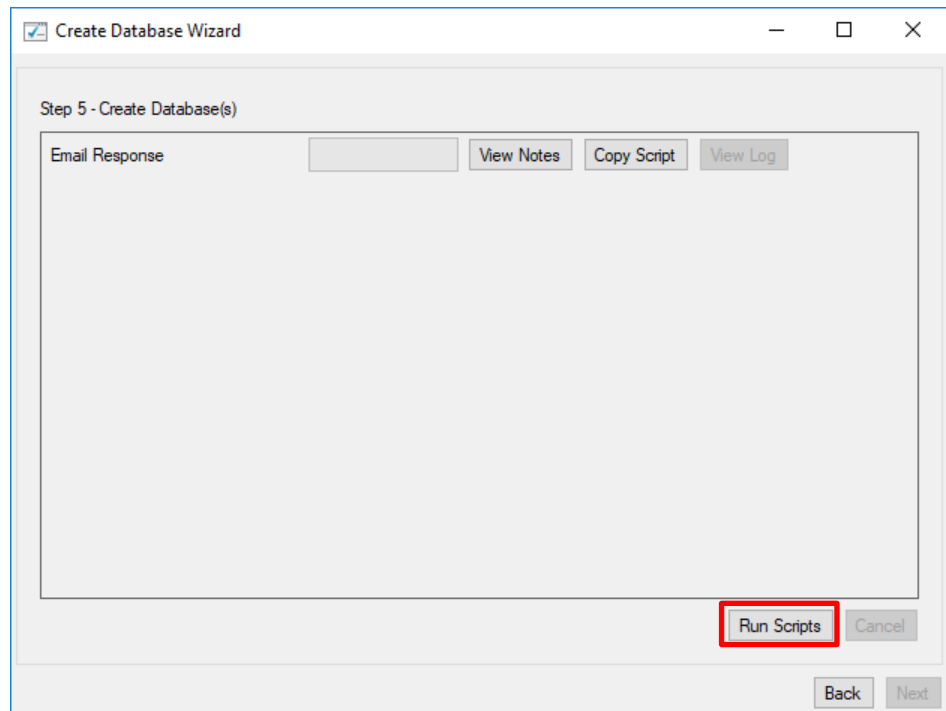 Create Database Wizard
Step 5 - Create Database(s)
Email Response View Notes Copy Script View Log
Run Scripts Cancel
Back Next